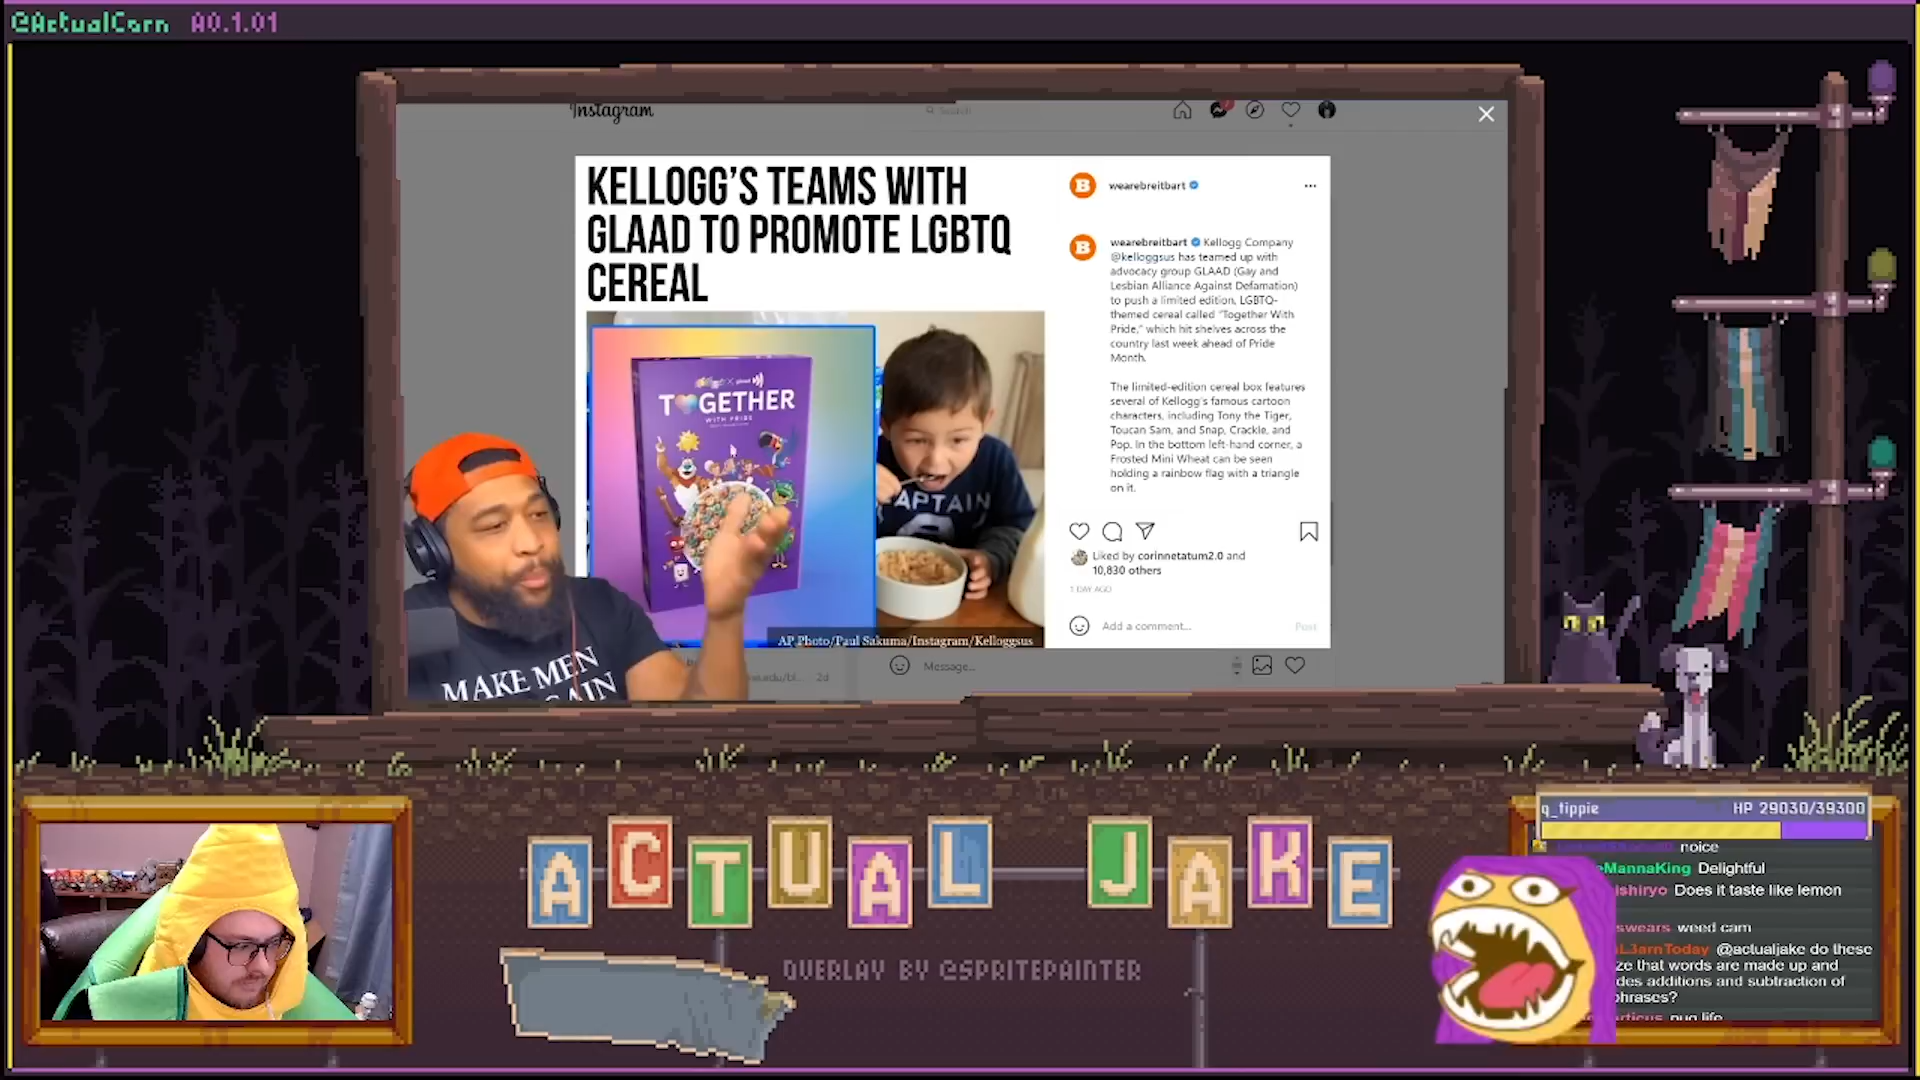 @ActualCorn A0.1.01
Instagram
Search
KELLOGG'S TEAMS WITH
GLAAD TO PROMOTE LGBTQ
CEREAL
TOGETHER
WITH PRIDE
CAPTAIN
AP Photo/Paul Sakuma/Instagram/Kelloggsus
wearebreitbart
wearebreitbart Kellogg Company
@kelloggsus has teamed up with
advocacy group GLAAD (Gay and
Lesbian Alliance Against Defamation)
to push a limited edition, LGBTQ-
themed cereal called "Together With
Pride," which hit shelves across the
country last week ahead of Pride
Month.
The limited-edition cereal box features
several of Kellogg's famous cartoon
characters, including Tony the Tiger,
Toucan Sam, and Snap, Crackle, and
Pop. In the bottom left-hand corner, a
Frosted Mini Wheat can be seen
holding a rainbow flag with a triangle
on it.
Liked by corinnetatum2.0 and
10,830 others
1 DAY AGO
Add a comment...
Post
Message...
2d
MAKE MEN
ACTUAL JAKE
OVERLAY BY @SPRITEPAINTER
q_tippie HP 29030/39300
noice
MannaKing Delightful
ishiryo Does it taste like lemon
swears weed cam
L3arnToday @actualjake do these
ze that words are made up and
des additions and subtraction of
phrases?
pug life